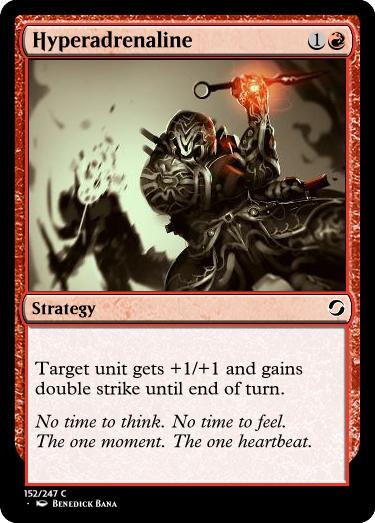 Hyperadrenaline 1
Strategy
Target unit gets +1/+1 and gains
double strike until end of turn.
No time to think. No time to feel.
The one moment. The one heartbeat.
152/247 C
· BENEDICK BANA